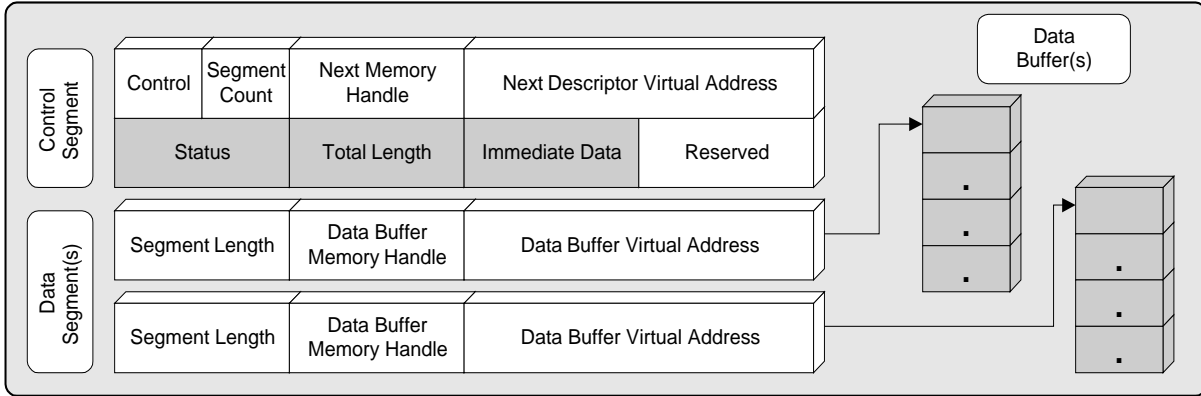 Data
Buffer(s)
Control
Segment
Control
Segment
Count
Next Memory
Handle
Next Descriptor Virtual Address
Status
Total Length
Immediate Data
Reserved
Data
Segment(s)
Segment Length
Data Buffer
Memory Handle
Data Buffer Virtual Address
Segment Length
Data Buffer
Memory Handle
Data Buffer Virtual Address